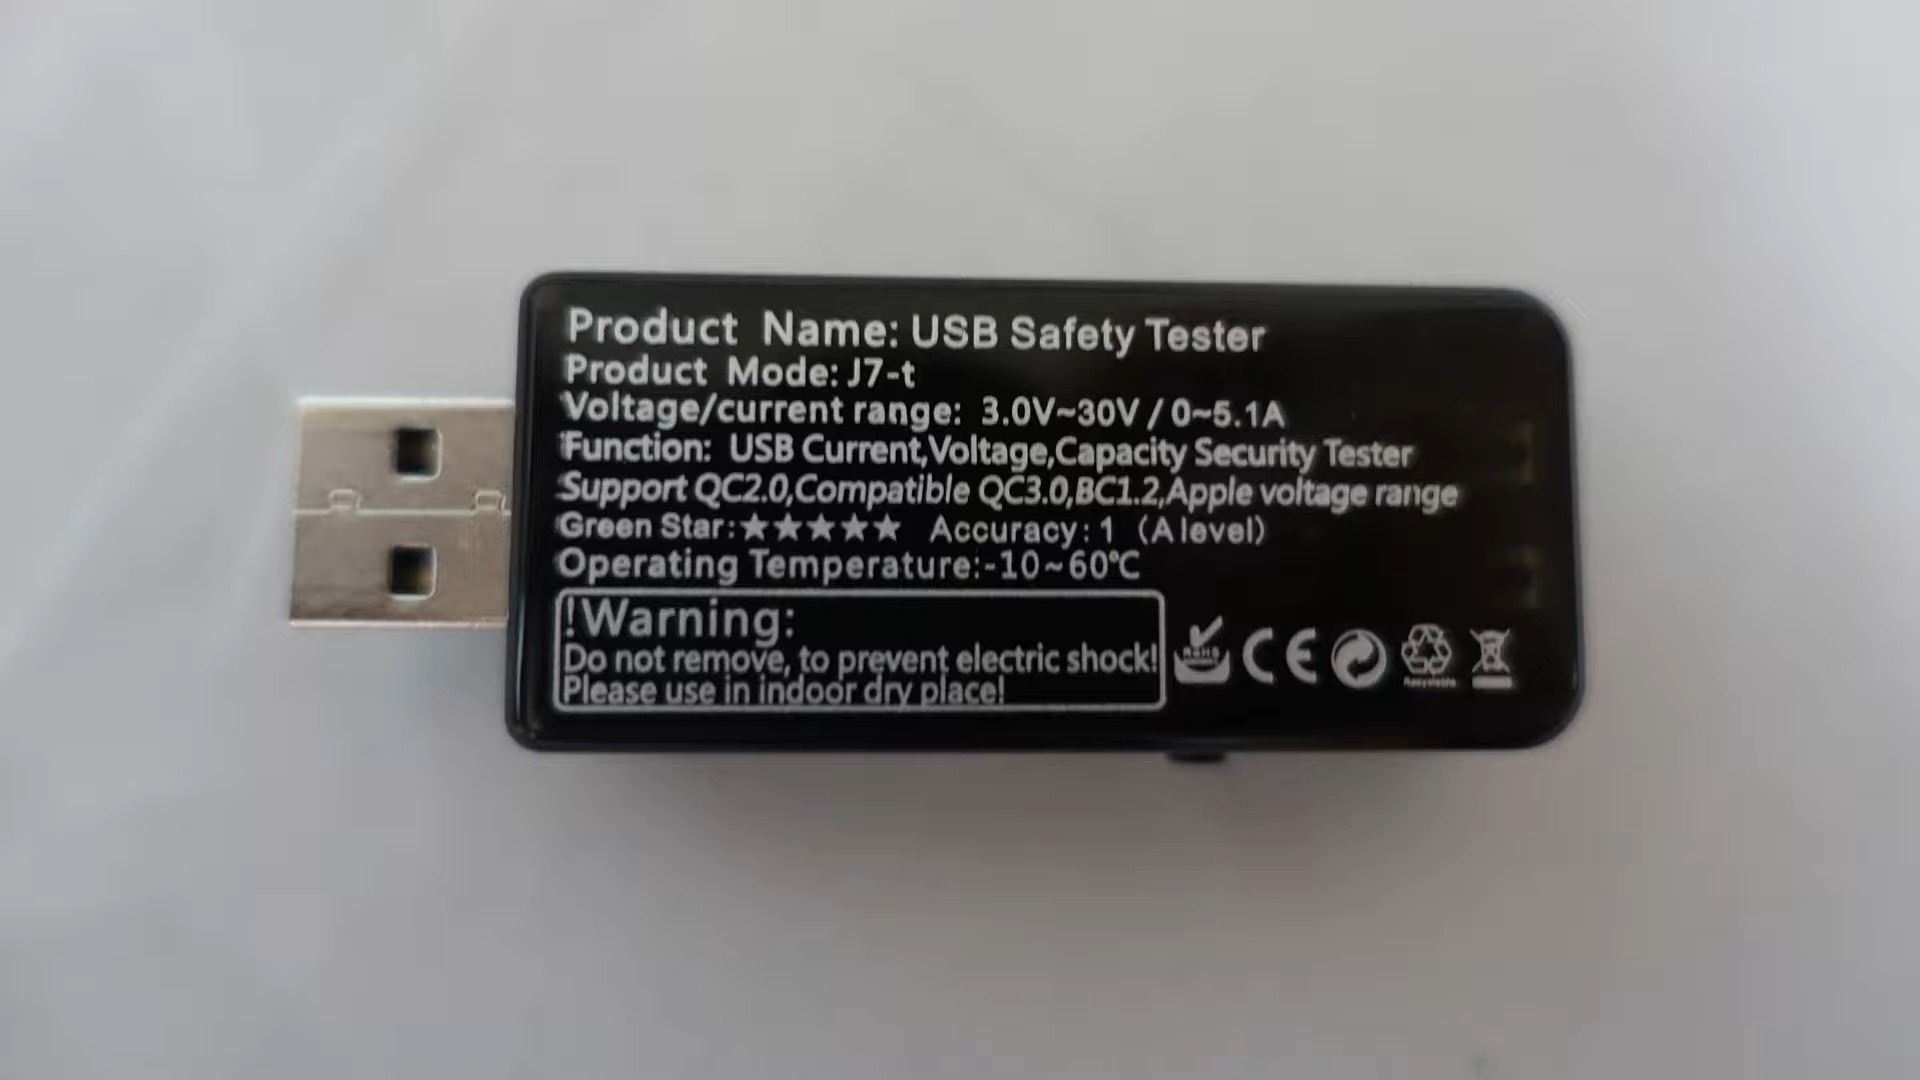 Product Name: USB Safety Tester
Product Mode: J7-t
Voltage/current range: 3.0V~30V / 0~5.1A
Function: USB Current,Voltage,Capacity Security Tester
Support QC2.0,Compatible QC3.0,BC1.2,Apple voltage range
Green Star:★★★★★ Accuracy: 1 (A level)
Operating Temperature:-10~60℃
!Warning:
Do not remove, to prevent electric shock!
Please use in indoor dry place!
RoHS
CE
Recyclable